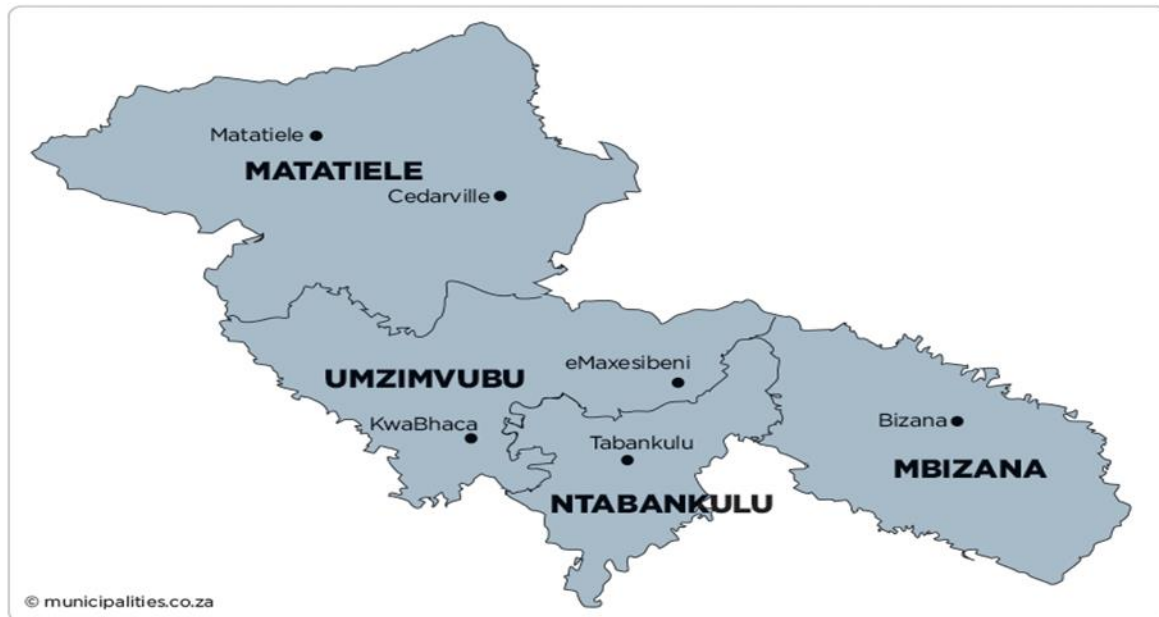 Matatiele
MATATIELE
Cedarville
eMaxesibeni
UMZIMVUBU
KwaBhaca
Bizana
Tabankulu
MBIZANA
NTABANKULU
© municipalities.co.za